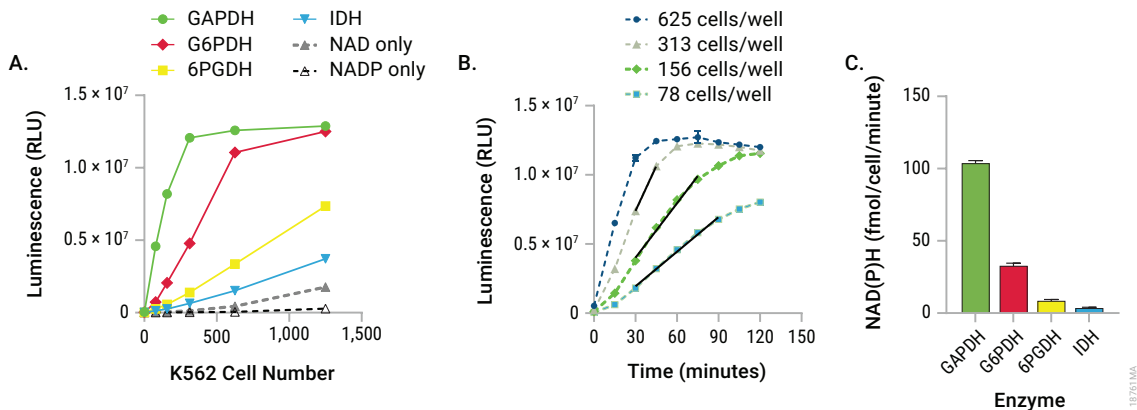 A.
GAPDH
G6PDH
6PGDH
IDH
NAD only
NADP only
Luminescence (RLU)
1.5 × 10⁷
1.0 × 10⁷
0.5 × 10⁷
0
0 500 1,000 1,500
K562 Cell Number
B.
625 cells/well
313 cells/well
156 cells/well
78 cells/well
Luminescence (RLU)
1.5 × 10⁷
1.0 × 10⁷
0.5 × 10⁷
0
0 30 60 90 120 150
Time (minutes)
C.
NAD(P)H (fmol/cell/minute)
150
100
50
0
GAPDH G6PDH 6PGDH IDH
Enzyme
18761MA